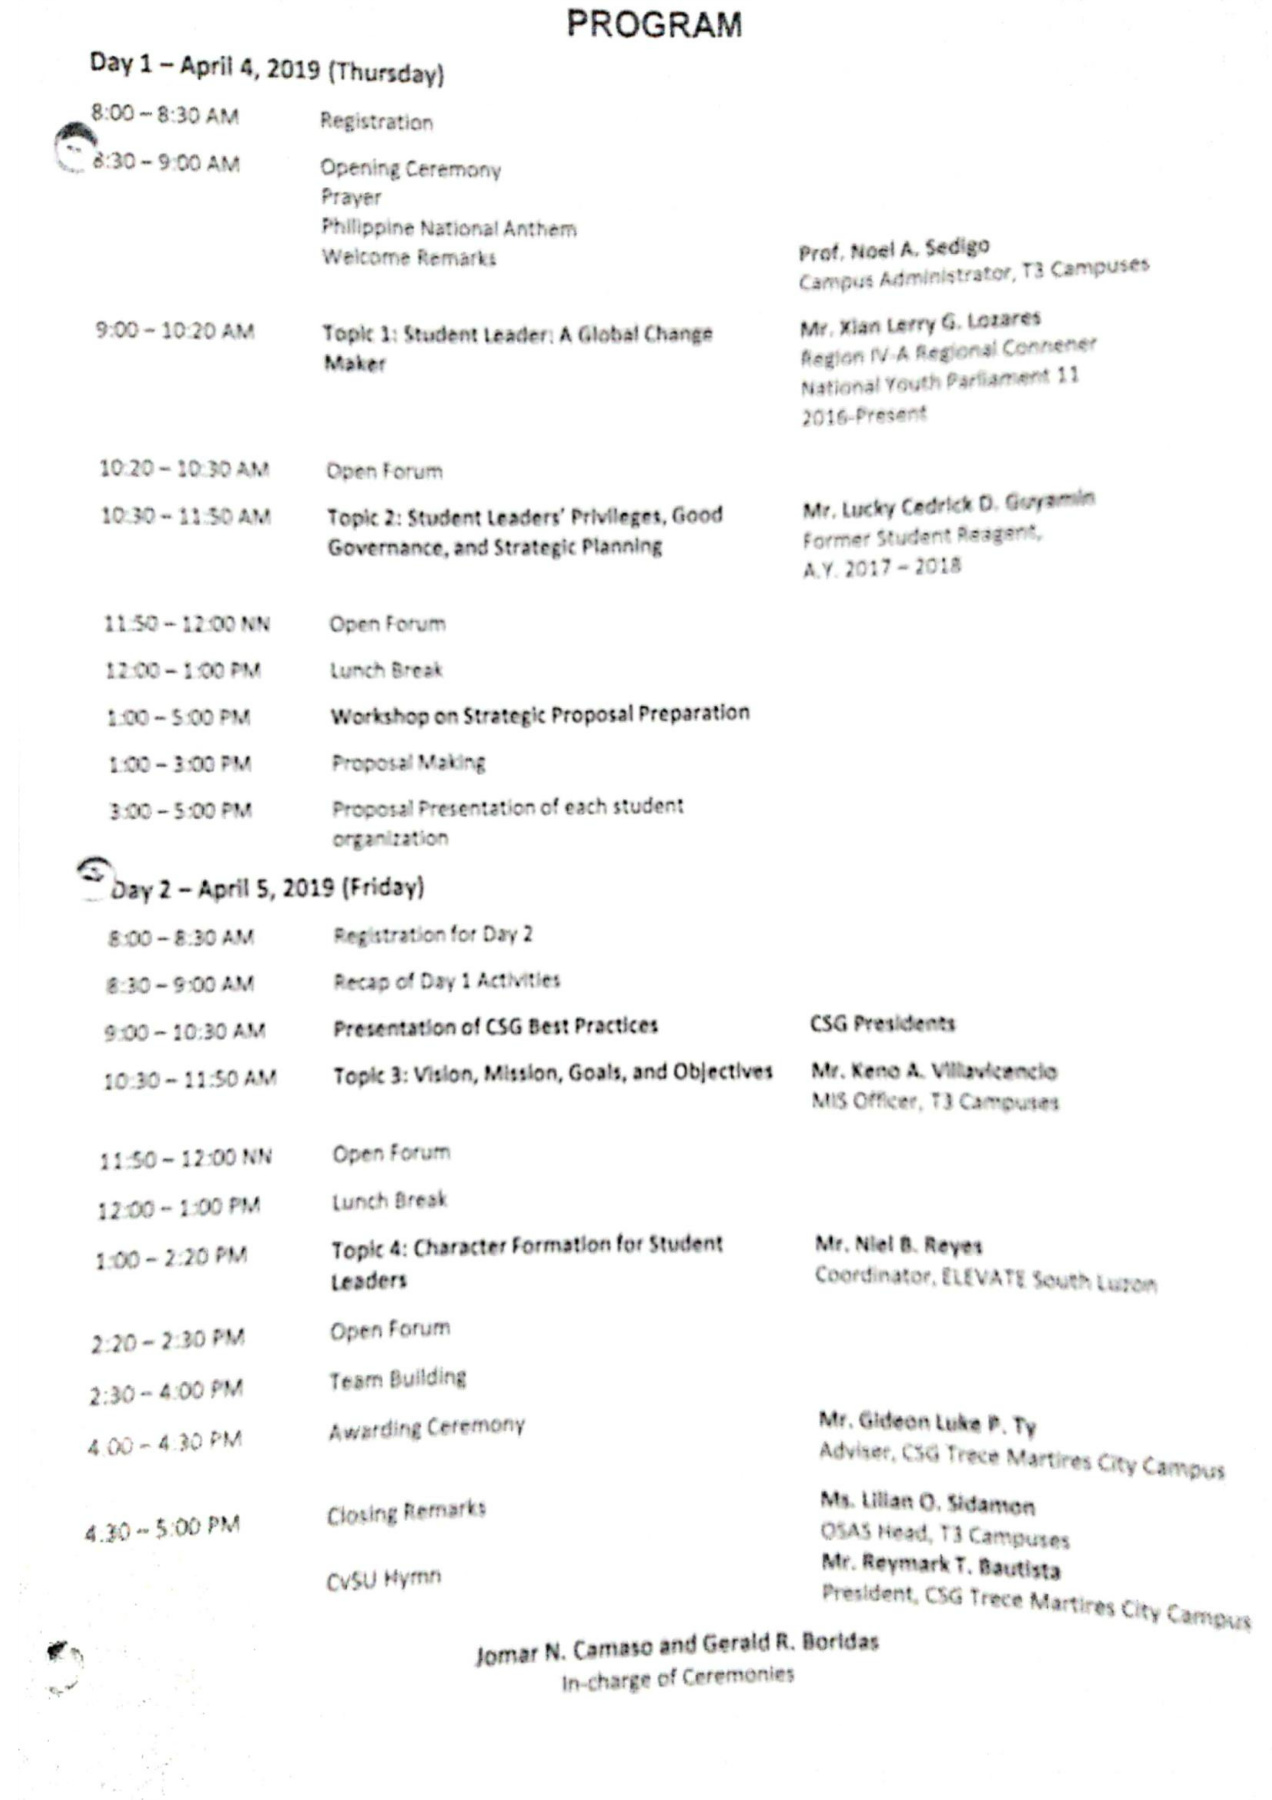 PROGRAM
Day 1 – April 4, 2019 (Thursday)
8:00 – 8:30 AM Registration
8:30 – 9:00 AM Opening Ceremony
Prayer
Philippine National Anthem
Welcome Remarks Prof. Noel A. Sedigo
Campus Administrator, T3 Campuses
9:00 – 10:20 AM Topic 1: Student Leader: A Global Change Mr. Xian Lerry G. Lozares
Maker Region IV-A Regional Connener
National Youth Parliament 11
2016-Present
10:20 – 10:30 AM Open Forum
10:30 – 11:50 AM Topic 2: Student Leaders' Privileges, Good Mr. Lucky Cedrick D. Guyamin
Governance, and Strategic Planning Former Student Reagent,
A.Y. 2017 – 2018
11:50 – 12:00 NN Open Forum
12:00 – 1:00 PM Lunch Break
1:00 – 5:00 PM Workshop on Strategic Proposal Preparation
1:00 – 3:00 PM Proposal Making
3:00 – 5:00 PM Proposal Presentation of each student
organization
Day 2 – April 5, 2019 (Friday)
8:00 – 8:30 AM Registration for Day 2
8:30 – 9:00 AM Recap of Day 1 Activities
9:00 – 10:30 AM Presentation of CSG Best Practices CSG Presidents
10:30 – 11:50 AM Topic 3: Vision, Mission, Goals, and Objectives Mr. Keno A. Villavicencio
MIS Officer, T3 Campuses
11:50 – 12:00 NN Open Forum
12:00 – 1:00 PM Lunch Break
1:00 – 2:20 PM Topic 4: Character Formation for Student Mr. Niel B. Reyes
Leaders Coordinator, ELEVATE South Luzon
2:20 – 2:30 PM Open Forum
2:30 – 4:00 PM Team Building
4:00 – 4:30 PM Awarding Ceremony Mr. Gideon Luke P. Ty
Adviser, CSG Trece Martires City Campus
4:30 – 5:00 PM Closing Remarks Ms. Lilian O. Sidamon
OSAS Head, T3 Campuses
CvSU Hymn Mr. Reymark T. Bautista
President, CSG Trece Martires City Campus
Jomar N. Camaso and Gerald R. Boridas
In-charge of Ceremonies